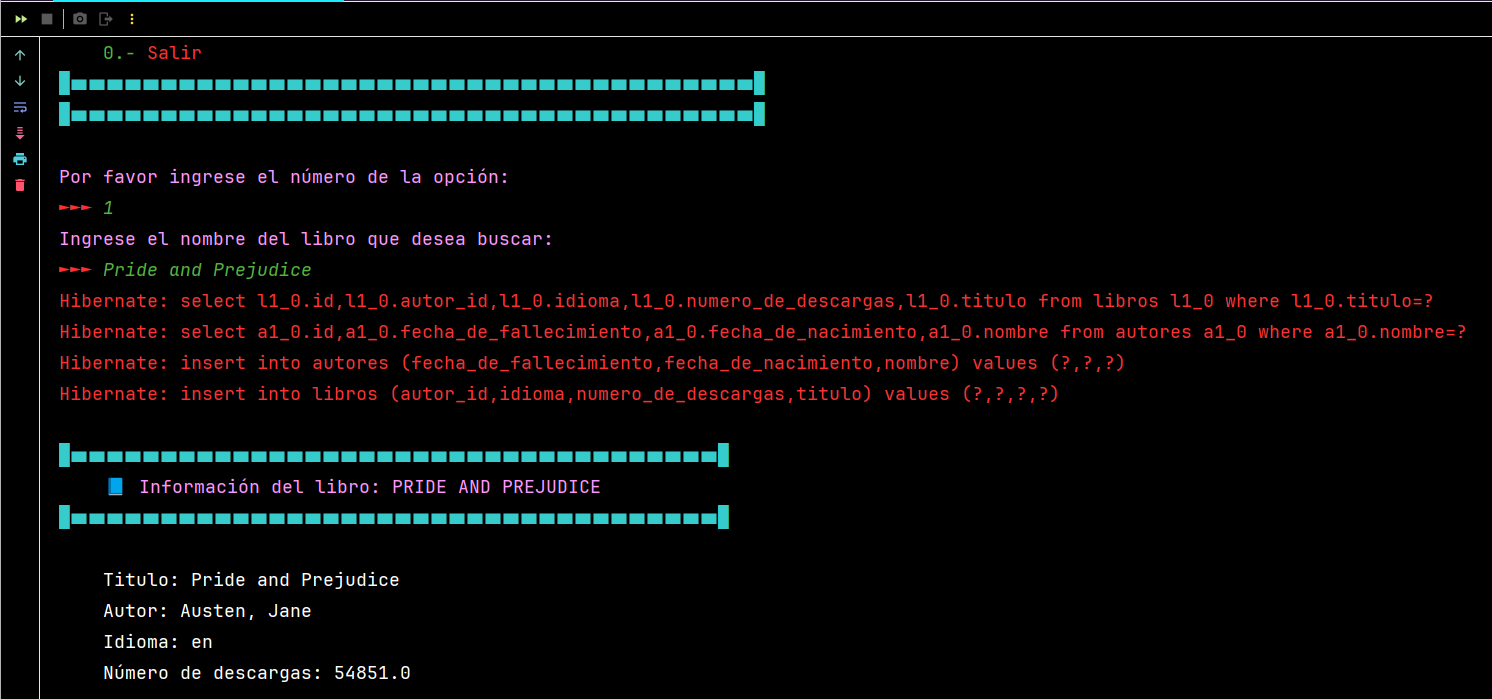 0.- Salir
Por favor ingrese el número de la opción:
►►► 1
Ingrese el nombre del libro que desea buscar:
►►► Pride and Prejudice
Hibernate: select l1_0.id,l1_0.autor_id,l1_0.idioma,l1_0.numero_de_descargas,l1_0.titulo from libros l1_0 where l1_0.titulo=?
Hibernate: select a1_0.id,a1_0.fecha_de_fallecimiento,a1_0.fecha_de_nacimiento,a1_0.nombre from autores a1_0 where a1_0.nombre=?
Hibernate: insert into autores (fecha_de_fallecimiento,fecha_de_nacimiento,nombre) values (?,?,?)
Hibernate: insert into libros (autor_id,idioma,numero_de_descargas,titulo) values (?,?,?,?)
📘 Información del libro: PRIDE AND PREJUDICE
Titulo: Pride and Prejudice
Autor: Austen, Jane
Idioma: en
Número de descargas: 54851.0